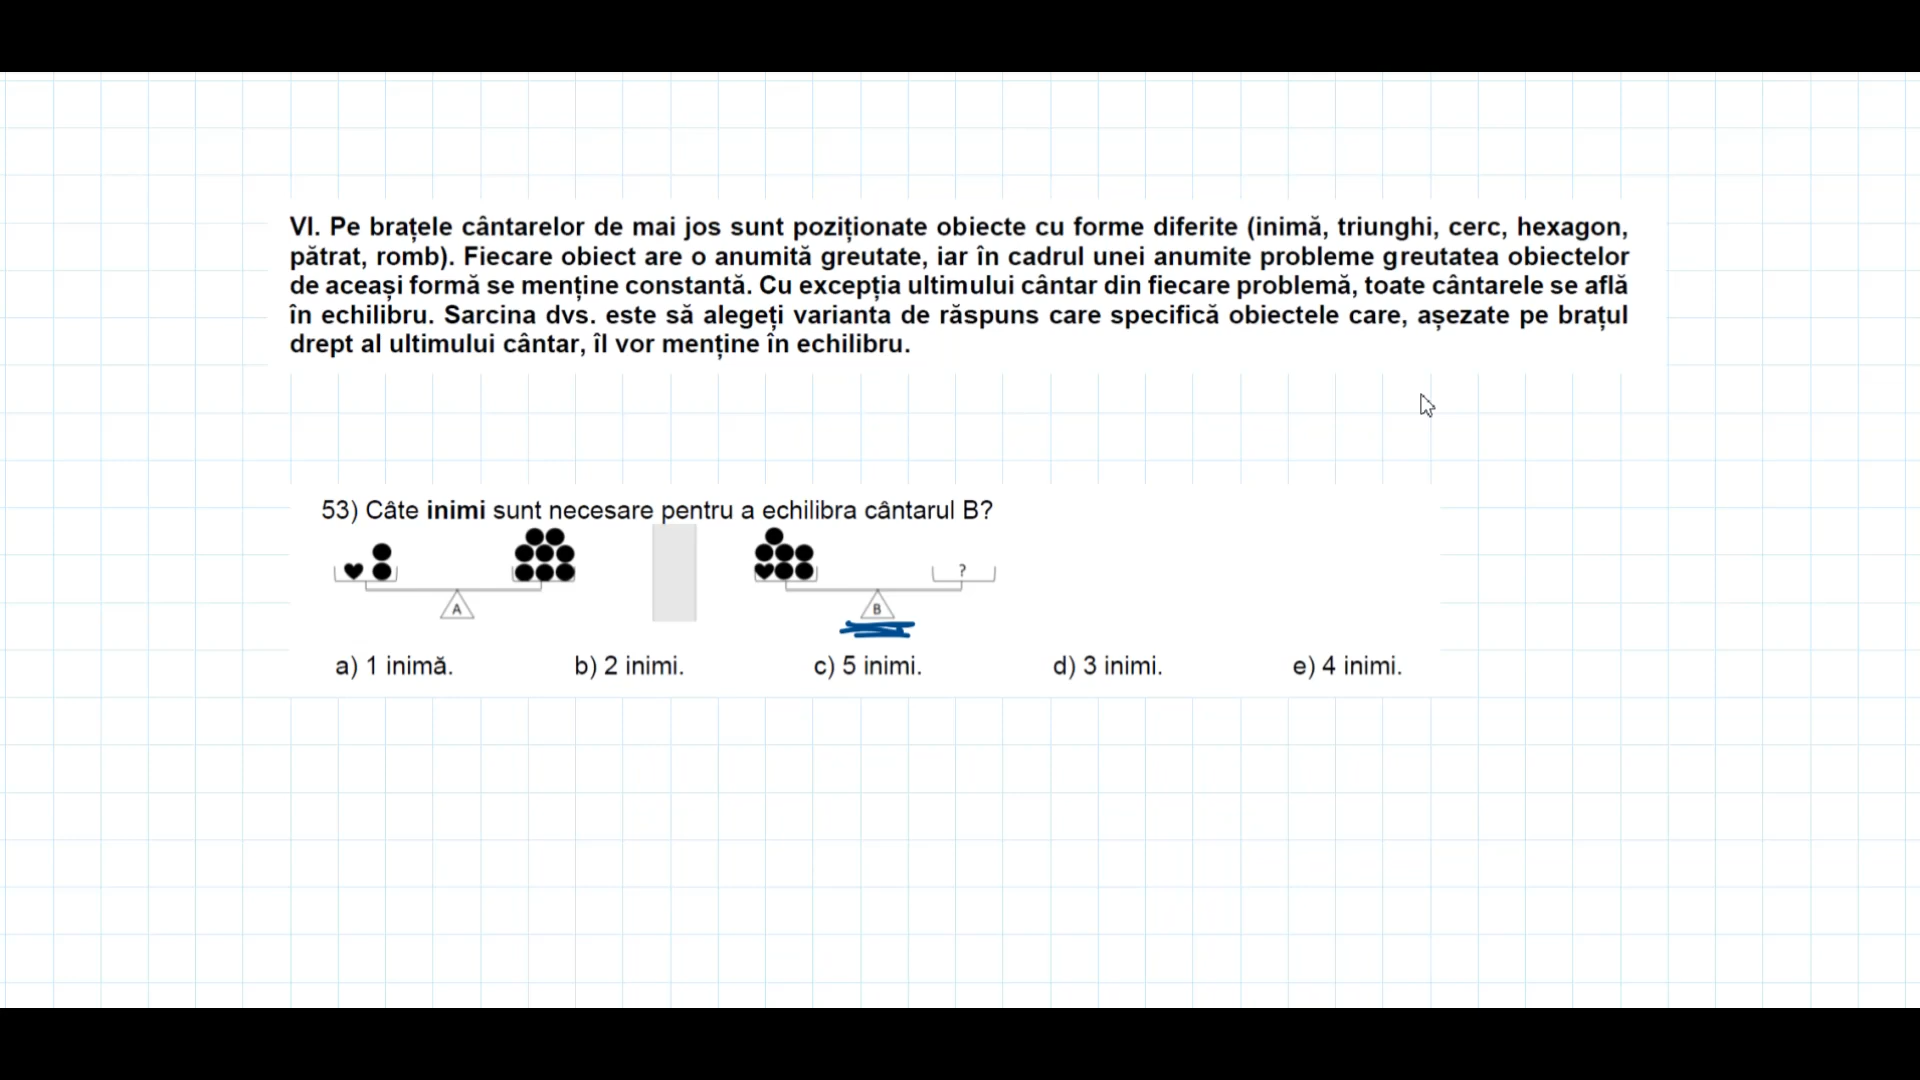 VI. Pe brațele cântarelor de mai jos sunt poziționate obiecte cu forme diferite (inimă, triunghi, cerc, hexagon,
pătrat, romb). Fiecare obiect are o anumită greutate, iar în cadrul unei anumite probleme greutatea obiectelor
de aceași formă se menține constantă. Cu excepția ultimului cântar din fiecare problemă, toate cântarele se află
în echilibru. Sarcina dvs. este să alegeți varianta de răspuns care specifică obiectele care, așezate pe brațul
drept al ultimului cântar, îl vor menține în echilibru.
53) Câte inimi sunt necesare pentru a echilibra cântarul B?
?
A
B
a) 1 inimă. b) 2 inimi. c) 5 inimi. d) 3 inimi. e) 4 inimi.